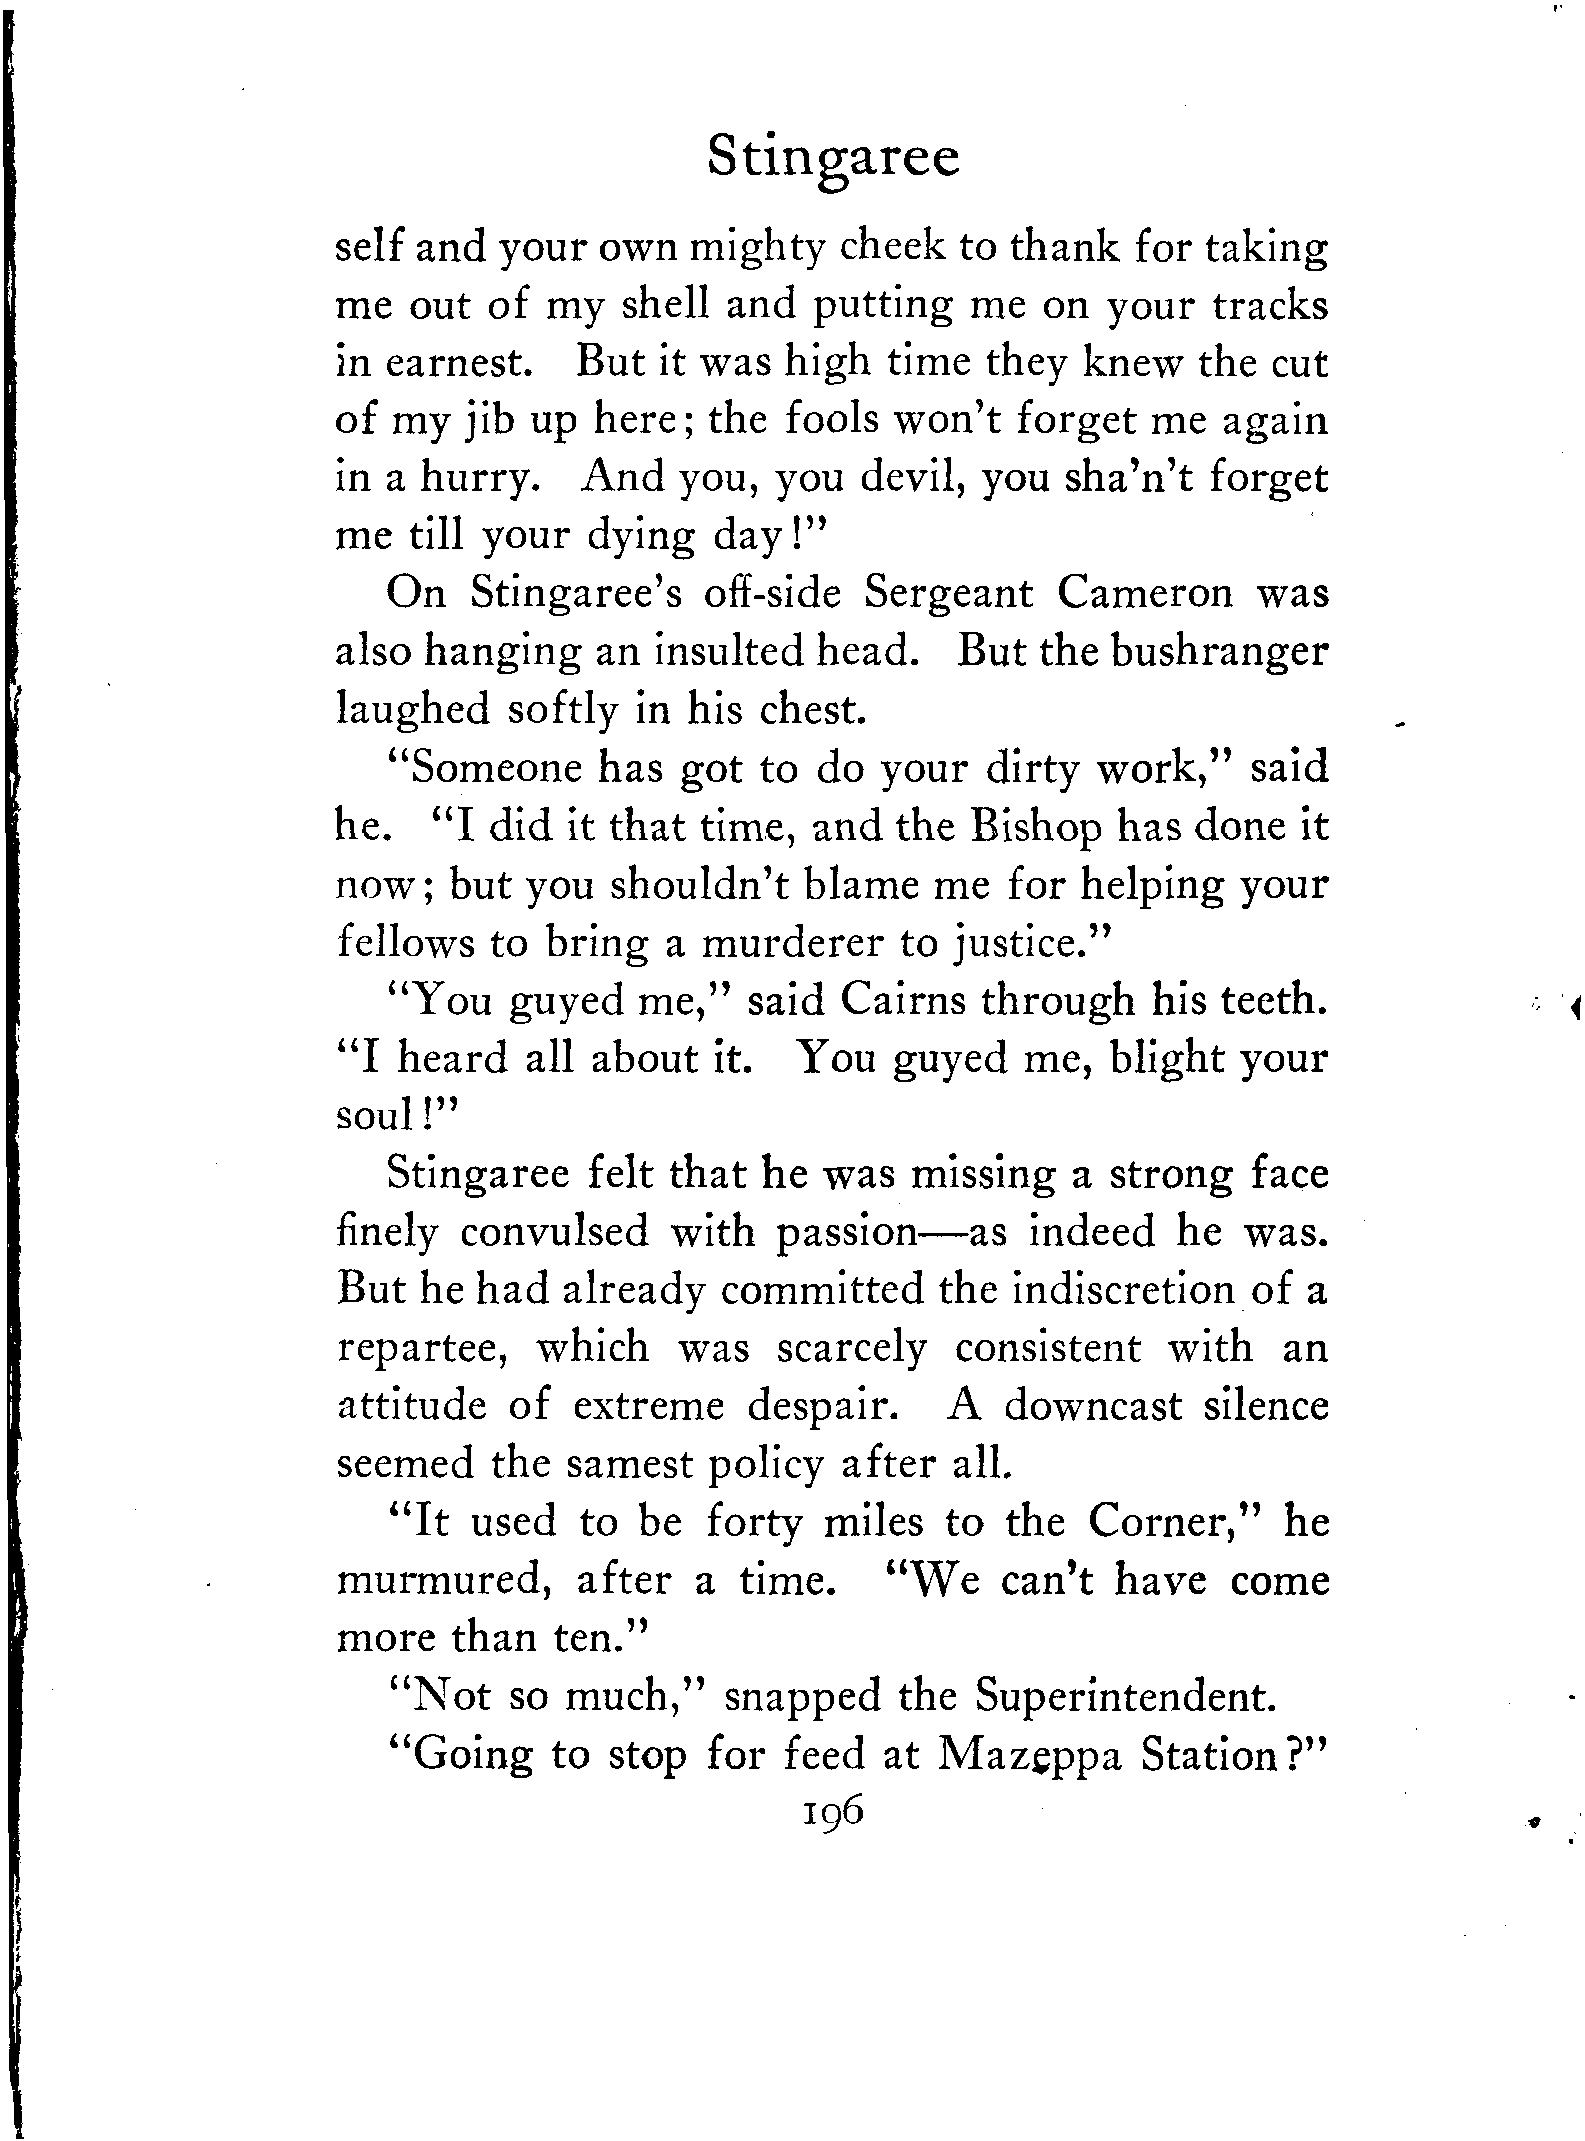 Stingaree
self and your own mighty cheek to thank for taking
me out of my shell and putting me on your tracks
in earnest. But it was high time they knew the cut
of my jib up here; the fools won't forget me again
in a hurry. And you, you devil, you sha'n't forget
me till your dying day!"
On Stingaree's off-side Sergeant Cameron was
also hanging an insulted head. But the bushranger
laughed softly in his chest.
"Someone has got to do your dirty work," said
he. "I did it that time, and the Bishop has done it
now; but you shouldn't blame me for helping your
fellows to bring a murderer to justice."
"You guyed me," said Cairns through his teeth.
"I heard all about it. You guyed me, blight your
soul!"
Stingaree felt that he was missing a strong face
finely convulsed with passion—as indeed he was.
But he had already committed the indiscretion of a
repartee, which was scarcely consistent with an
attitude of extreme despair. A downcast silence
seemed the samest policy after all.
"It used to be forty miles to the Corner," he
murmured, after a time. "We can't have come
more than ten."
"Not so much," snapped the Superintendent.
"Going to stop for feed at Mazeppa Station?"
196